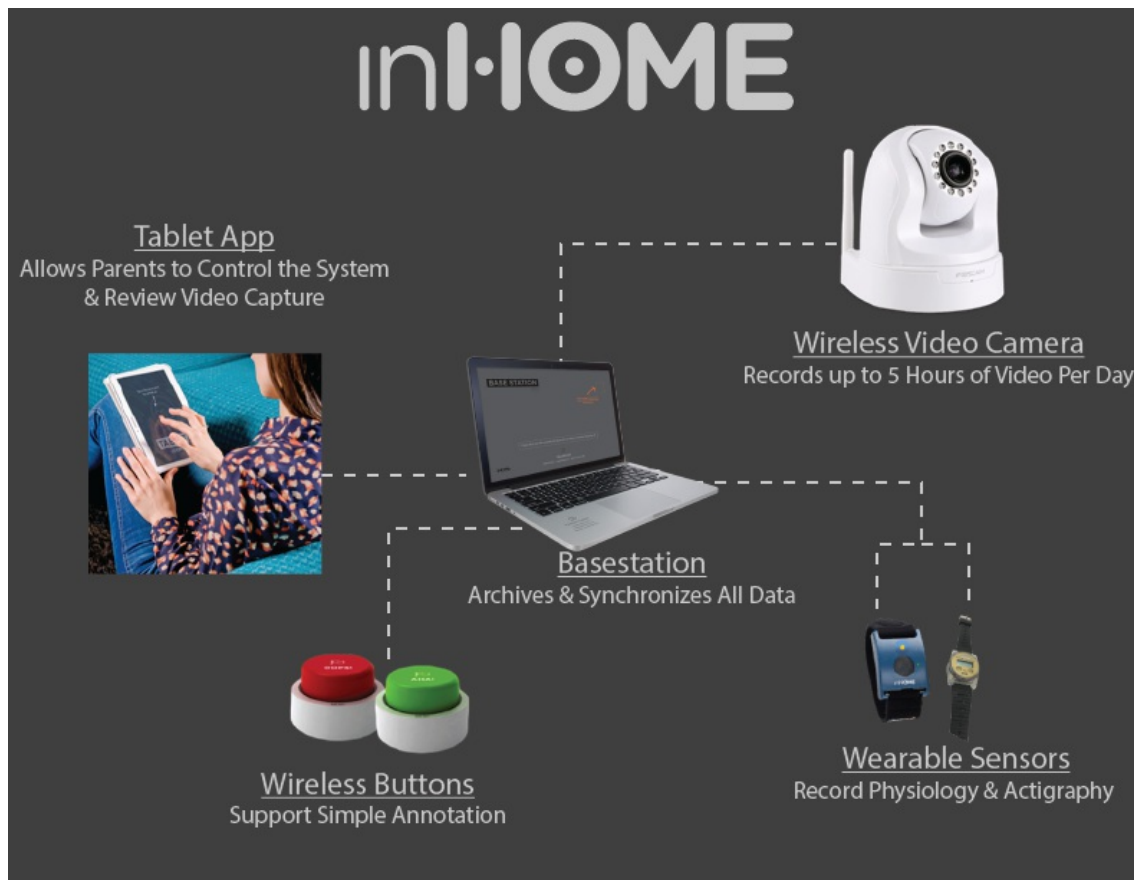 inHOME
Tablet App
Allows Parents to Control the System
& Review Video Capture
Wireless Video Camera
Records up to 5 Hours of Video Per Day
BASE STATION
Basestation
Archives & Synchronizes All Data
inHOME
Wireless Buttons
Support Simple Annotation
Wearable Sensors
Record Physiology & Actigraphy